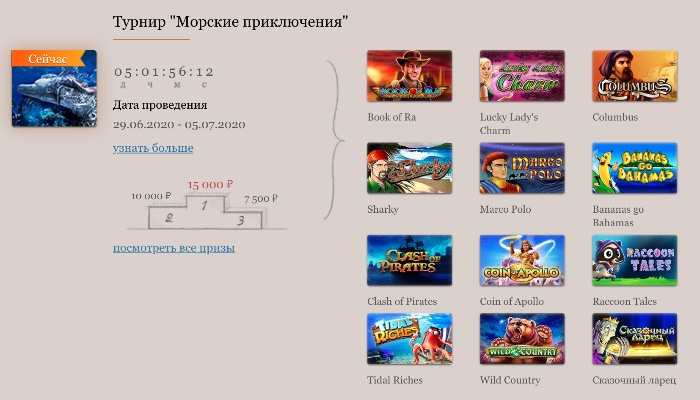 Турнир "Морские приключения"
Сейчас
05:01:56:12
д ч м с
Дата проведения
29.06.2020 - 05.07.2020
узнать больше
15 000 ₽
10 000 ₽
7 500 ₽
1
2
3
посмотреть все призы
BOOK OF RA
Lucky Lady's Charm
COLUMBUS
Book of Ra
Lucky Lady's
Charm
Columbus
Sharky
MARCO POLO
BANANAS GO BAHAMAS
Sharky
Marco Polo
Bananas go
Bahamas
CLASH OF PIRATES
COIN OF APOLLO
RACCOON TALES
Clash of Pirates
Coin of Apollo
Raccoon Tales
TIDAL RICHES
WILD COUNTRY
Сказочный ларец
Tidal Riches
Wild Country
Сказочный ларец